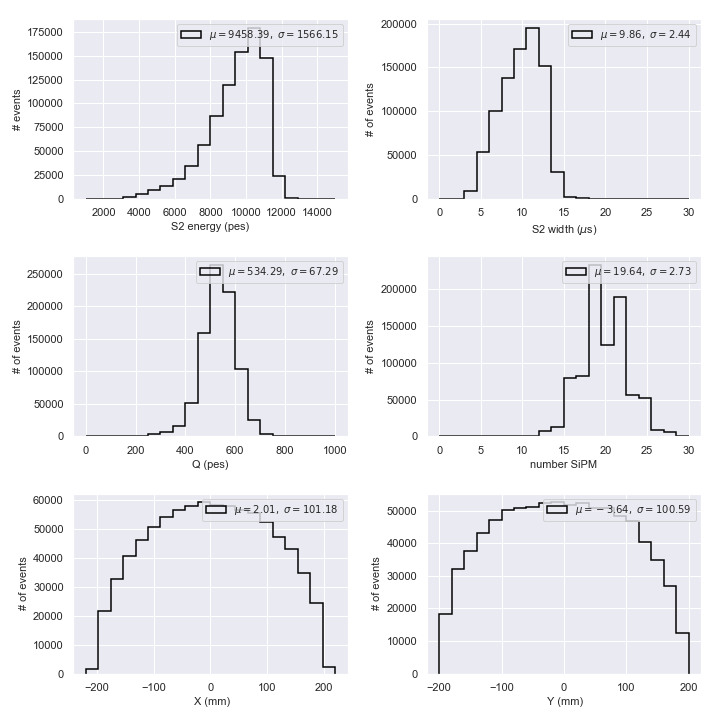 μ = 9458.39, σ = 1566.15
175000
150000
125000
100000
75000
50000
25000
0
# events
2000 4000 6000 8000 10000 12000 14000
S2 energy (pes)
μ = 9.86, σ = 2.44
200000
150000
100000
50000
0
# of events
0 5 10 15 20 25 30
S2 width (μs)
μ = 534.29, σ = 67.29
250000
200000
150000
100000
50000
0
# of events
0 200 400 600 800 1000
Q (pes)
μ = 19.64, σ = 2.73
200000
150000
100000
50000
0
# of events
0 5 10 15 20 25 30
number SiPM
μ = 2.01, σ = 101.18
60000
50000
40000
30000
20000
10000
0
# of events
−200 −100 0 100 200
X (mm)
μ = −3.64, σ = 100.59
50000
40000
30000
20000
10000
0
# of events
−200 −100 0 100 200
Y (mm)